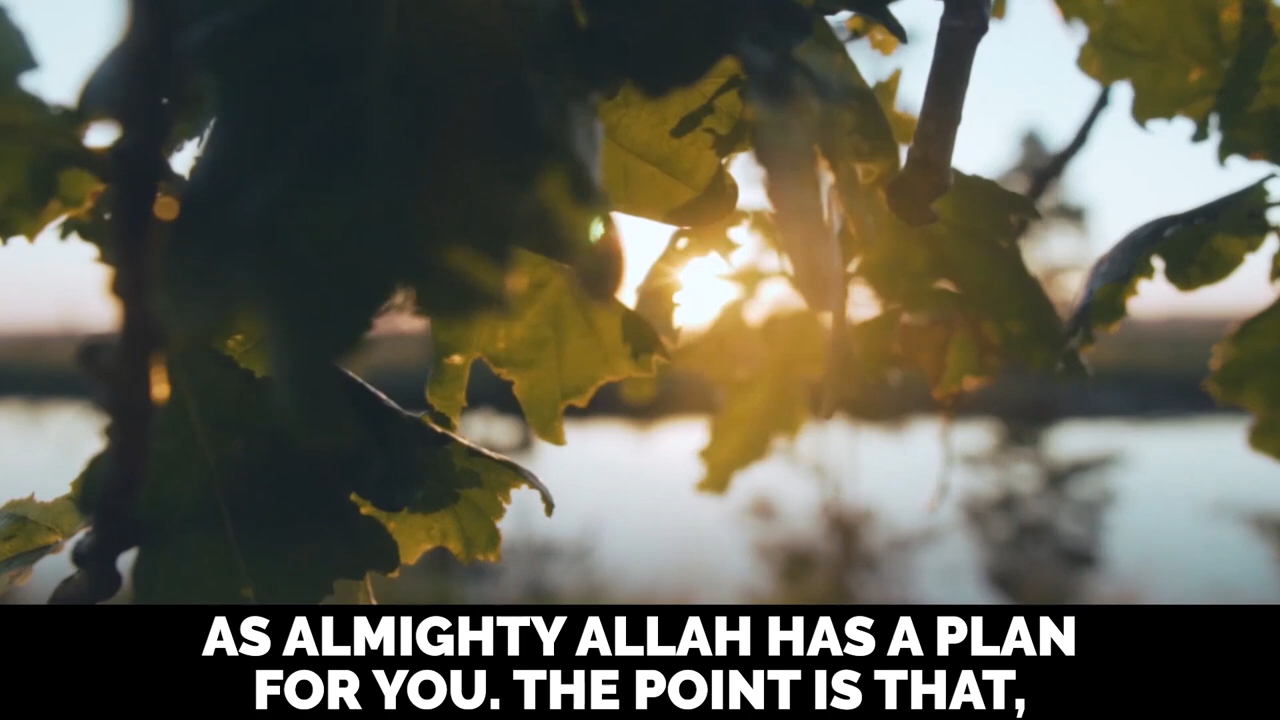 AS ALMIGHTY ALLAH HAS A PLAN
FOR YOU. THE POINT IS THAT,